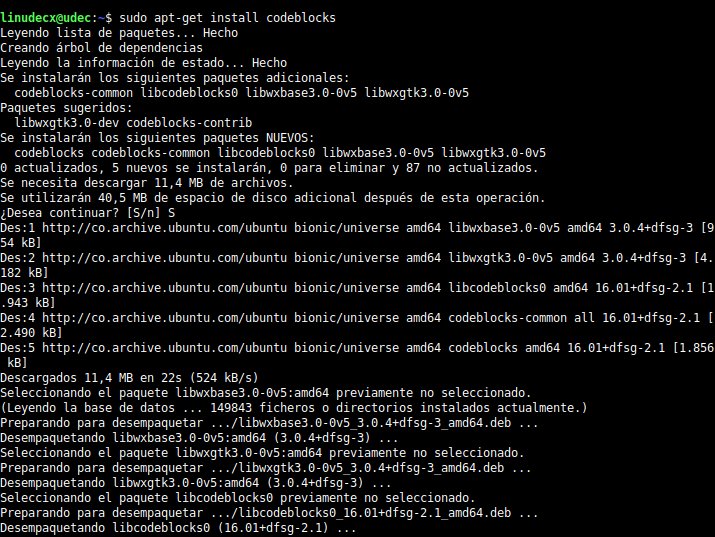 linudecx@udec:~$ sudo apt-get install codeblocks
Leyendo lista de paquetes... Hecho
Creando árbol de dependencias
Leyendo la información de estado... Hecho
Se instalarán los siguientes paquetes adicionales:
  codeblocks-common libcodeblocks0 libwxbase3.0-0v5 libwxgtk3.0-0v5
Paquetes sugeridos:
  libwxgtk3.0-dev codeblocks-contrib
Se instalarán los siguientes paquetes NUEVOS:
  codeblocks codeblocks-common libcodeblocks0 libwxbase3.0-0v5 libwxgtk3.0-0v5
0 actualizados, 5 nuevos se instalarán, 0 para eliminar y 87 no actualizados.
Se necesita descargar 11,4 MB de archivos.
Se utilizarán 40,5 MB de espacio de disco adicional después de esta operación.
¿Desea continuar? [S/n] S
Des:1 http://co.archive.ubuntu.com/ubuntu bionic/universe amd64 libwxbase3.0-0v5 amd64 3.0.4+dfsg-3 [9
54 kB]
Des:2 http://co.archive.ubuntu.com/ubuntu bionic/universe amd64 libwxgtk3.0-0v5 amd64 3.0.4+dfsg-3 [4.
182 kB]
Des:3 http://co.archive.ubuntu.com/ubuntu bionic/universe amd64 libcodeblocks0 amd64 16.01+dfsg-2.1 [1
.943 kB]
Des:4 http://co.archive.ubuntu.com/ubuntu bionic/universe amd64 codeblocks-common all 16.01+dfsg-2.1 [
2.490 kB]
Des:5 http://co.archive.ubuntu.com/ubuntu bionic/universe amd64 codeblocks amd64 16.01+dfsg-2.1 [1.856
 kB]
Descargados 11,4 MB en 22s (524 kB/s)
Seleccionando el paquete libwxbase3.0-0v5:amd64 previamente no seleccionado.
(Leyendo la base de datos ... 149843 ficheros o directorios instalados actualmente.)
Preparando para desempaquetar .../libwxbase3.0-0v5_3.0.4+dfsg-3_amd64.deb ...
Desempaquetando libwxbase3.0-0v5:amd64 (3.0.4+dfsg-3) ...
Seleccionando el paquete libwxgtk3.0-0v5:amd64 previamente no seleccionado.
Preparando para desempaquetar .../libwxgtk3.0-0v5_3.0.4+dfsg-3_amd64.deb ...
Desempaquetando libwxgtk3.0-0v5:amd64 (3.0.4+dfsg-3) ...
Seleccionando el paquete libcodeblocks0 previamente no seleccionado.
Preparando para desempaquetar .../libcodeblocks0_16.01+dfsg-2.1_amd64.deb ...
Desempaquetando libcodeblocks0 (16.01+dfsg-2.1) ...